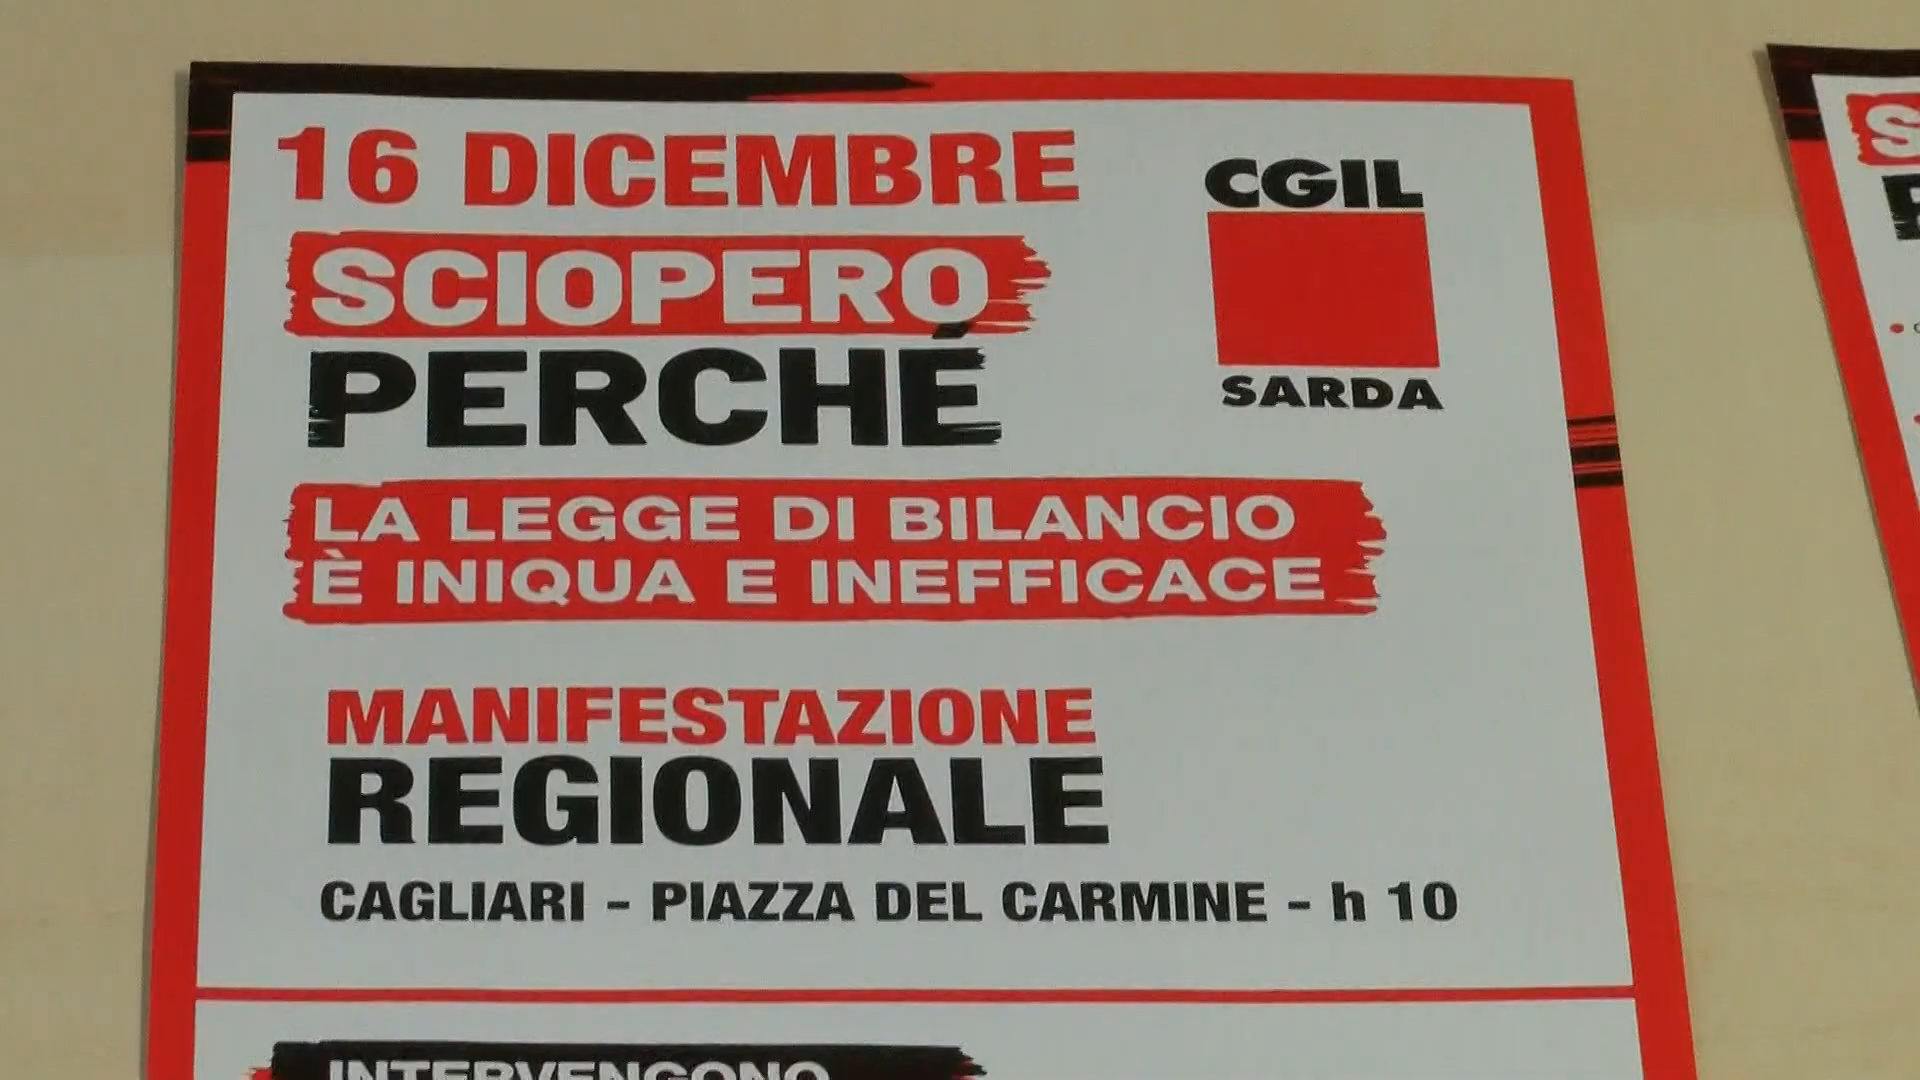 16 DICEMBRE
SCIOPERO
PERCHÉ
CGIL
SARDA
LA LEGGE DI BILANCIO
È INIQUA E INEFFICACE
MANIFESTAZIONE
REGIONALE
CAGLIARI - PIAZZA DEL CARMINE - h 10
INTERVENGONO